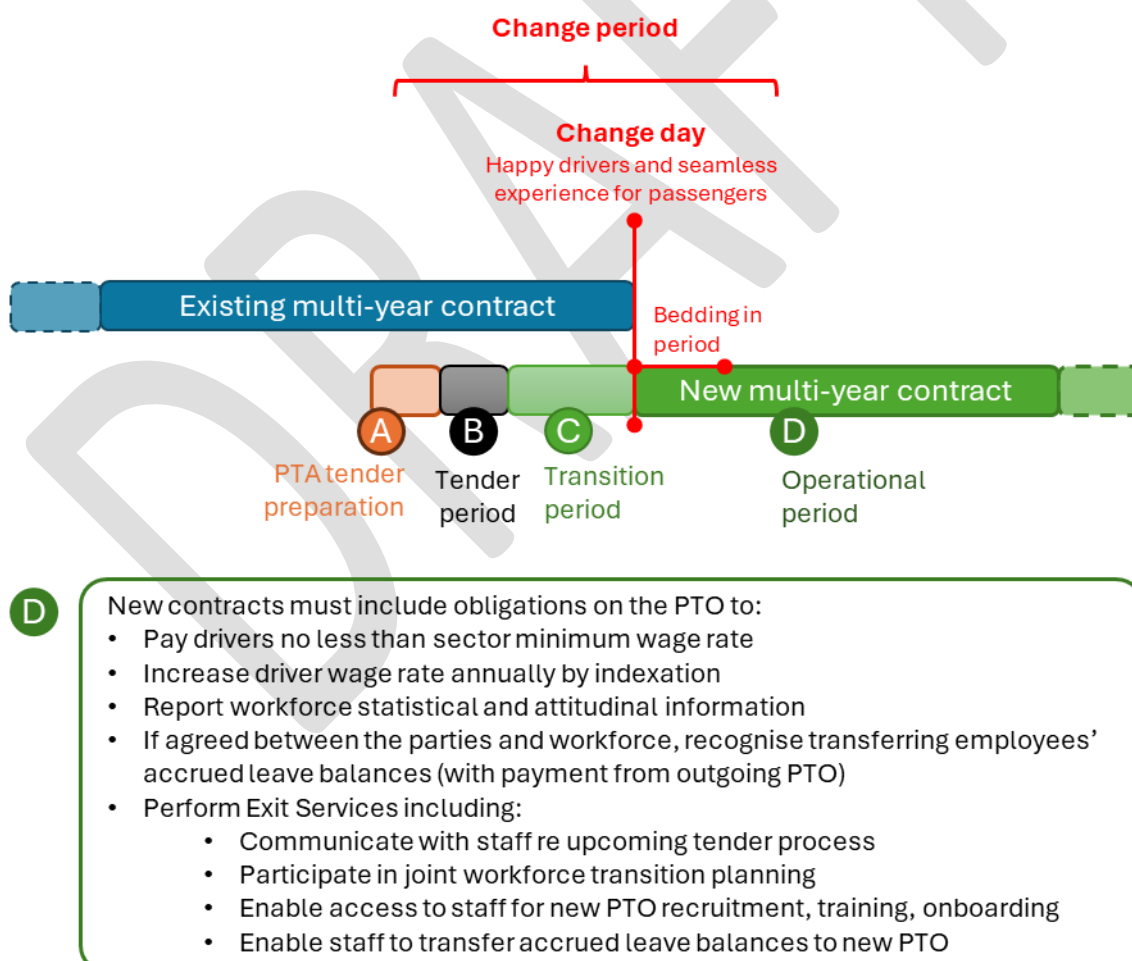 Change period
Change day
Happy drivers and seamless
experience for passengers
Existing multi-year contract
Bedding in
period
New multi-year contract
A
B
C
D
PTA tender
preparation
Tender
period
Transition
period
Operational
period
D
New contracts must include obligations on the PTO to:
• Pay drivers no less than sector minimum wage rate
• Increase driver wage rate annually by indexation
• Report workforce statistical and attitudinal information
• If agreed between the parties and workforce, recognise transferring employees’
accrued leave balances (with payment from outgoing PTO)
• Perform Exit Services including:
• Communicate with staff re upcoming tender process
• Participate in joint workforce transition planning
• Enable access to staff for new PTO recruitment, training, onboarding
• Enable staff to transfer accrued leave balances to new PTO
DRAFT